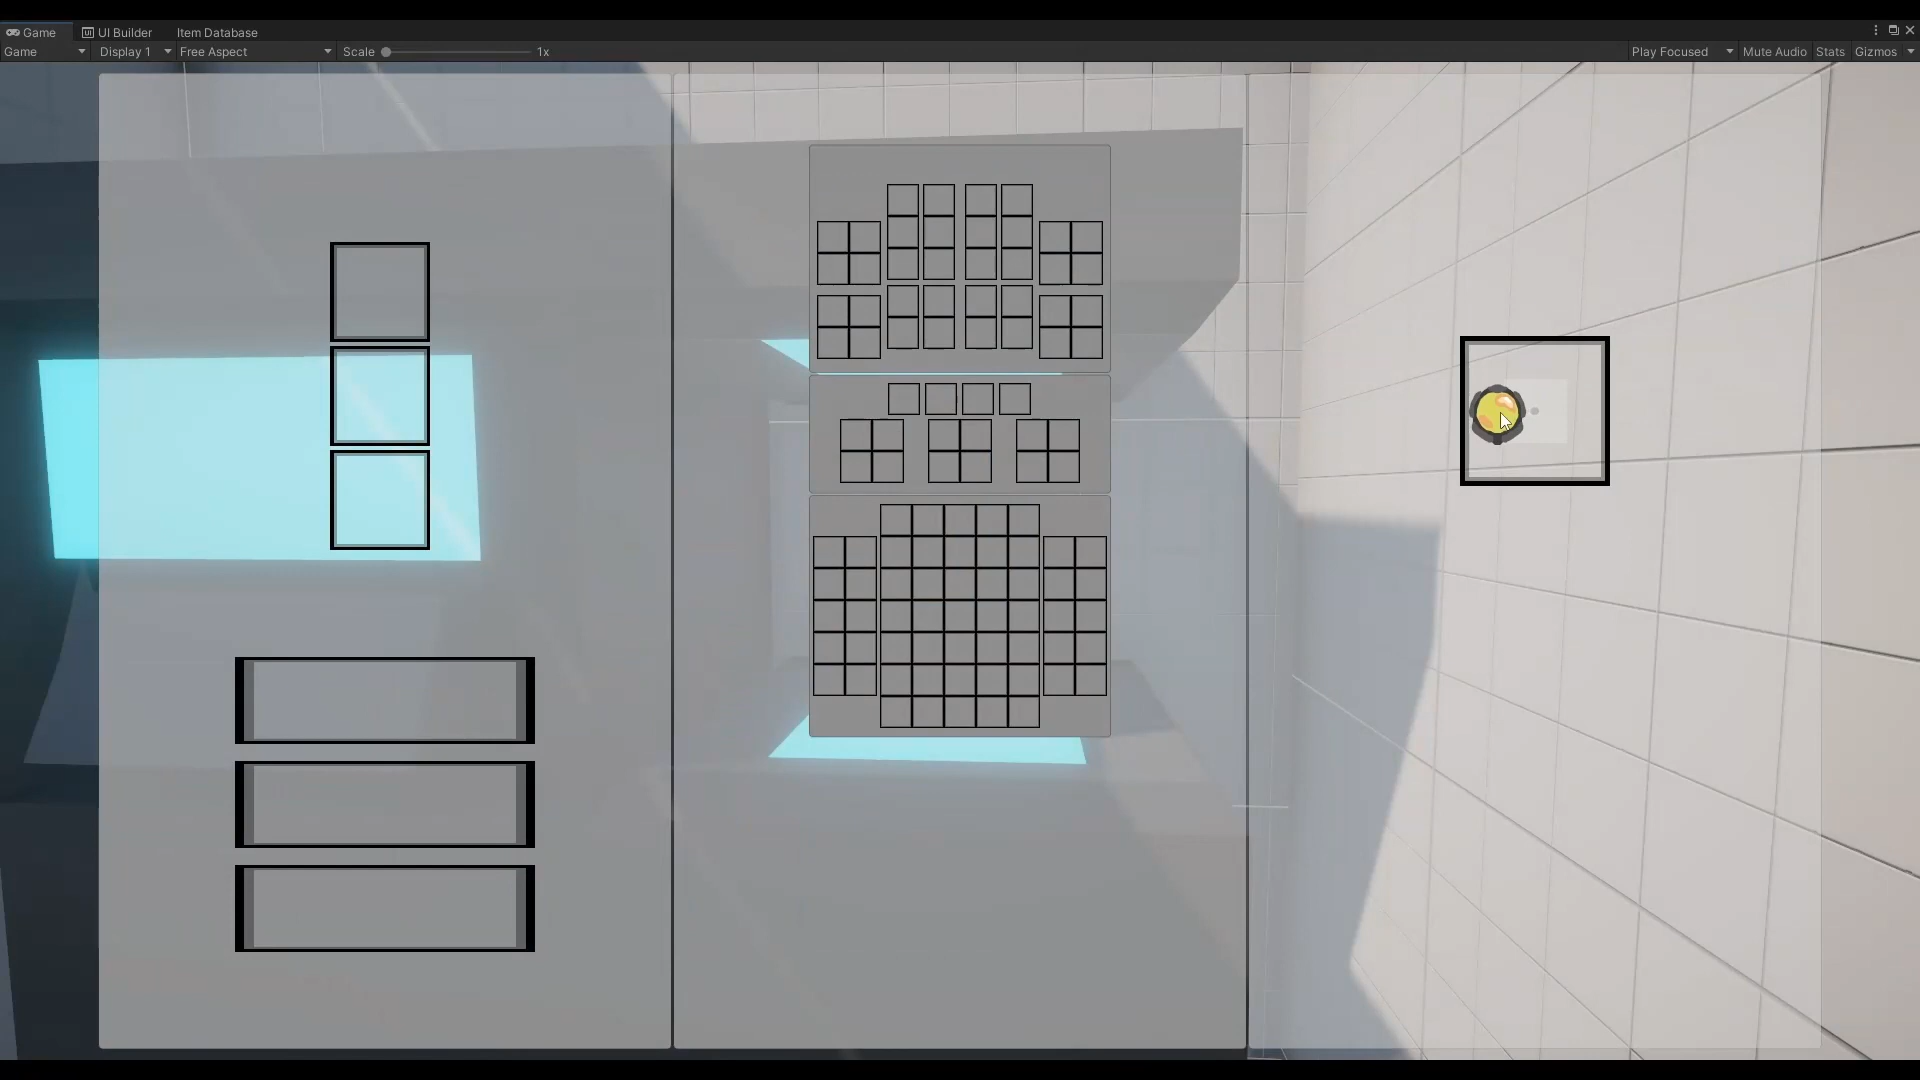 Game
UI Builder
Item Database
Game
Display 1
Free Aspect
Scale
1x
Play Focused
Mute Audio
Stats
Gizmos